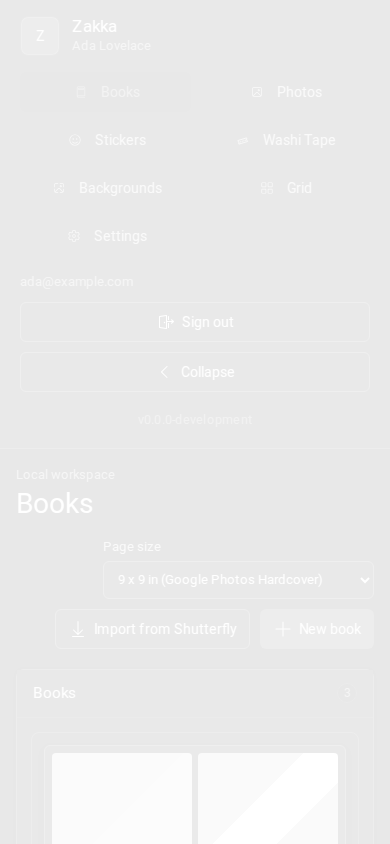 Z
Zakka
Ada Lovelace
Books
Photos
Stickers
Washi Tape
Backgrounds
Grid
Settings
ada@example.com
Sign out
Collapse
v0.0.0-development
Local workspace
Books
Page size
9 x 9 in (Google Photos Hardcover)
Import from Shutterfly
New book
Books
3